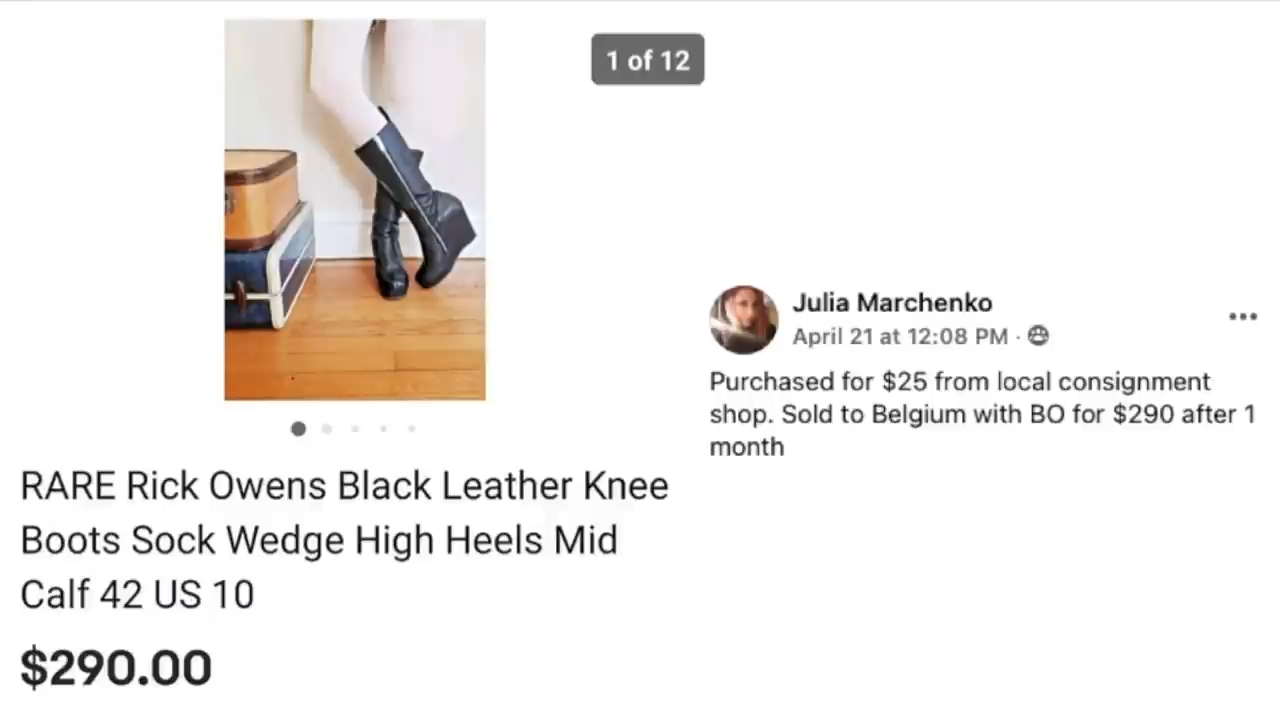 1 of 12
RARE Rick Owens Black Leather Knee
Boots Sock Wedge High Heels Mid
Calf 42 US 10
$290.00
Julia Marchenko
April 21 at 12:08 PM ·
Purchased for $25 from local consignment
shop. Sold to Belgium with BO for $290 after 1
month